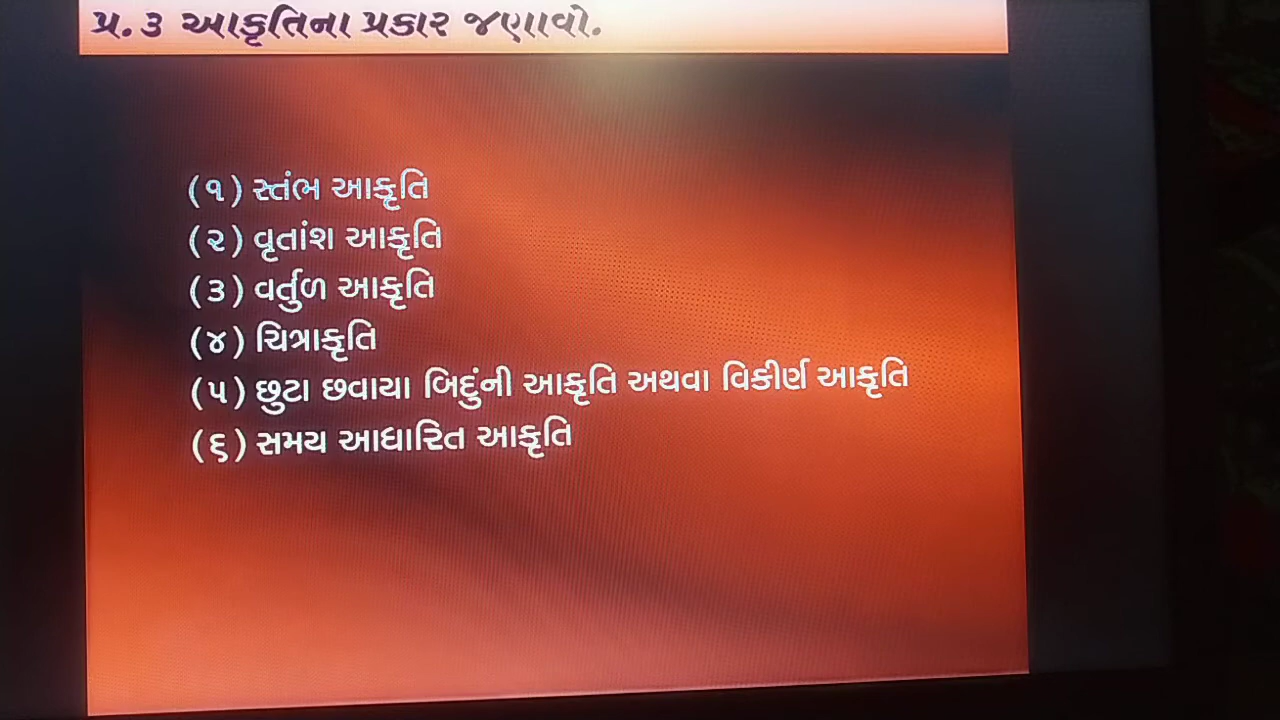 પ્ર. ૩ આકૃતિના પ્રકાર જણાવો.
(૧) સ્તંભ આકૃતિ
(૨) વૃતાંશ આકૃતિ
(૩) વર્તુળ આકૃતિ
(૪) ચિત્રાકૃતિ
(૫) છુટા છવાયા બિદુંની આકૃતિ અથવા વિકીર્ણ આકૃતિ
(૬) સમય આધારિત આકૃતિ